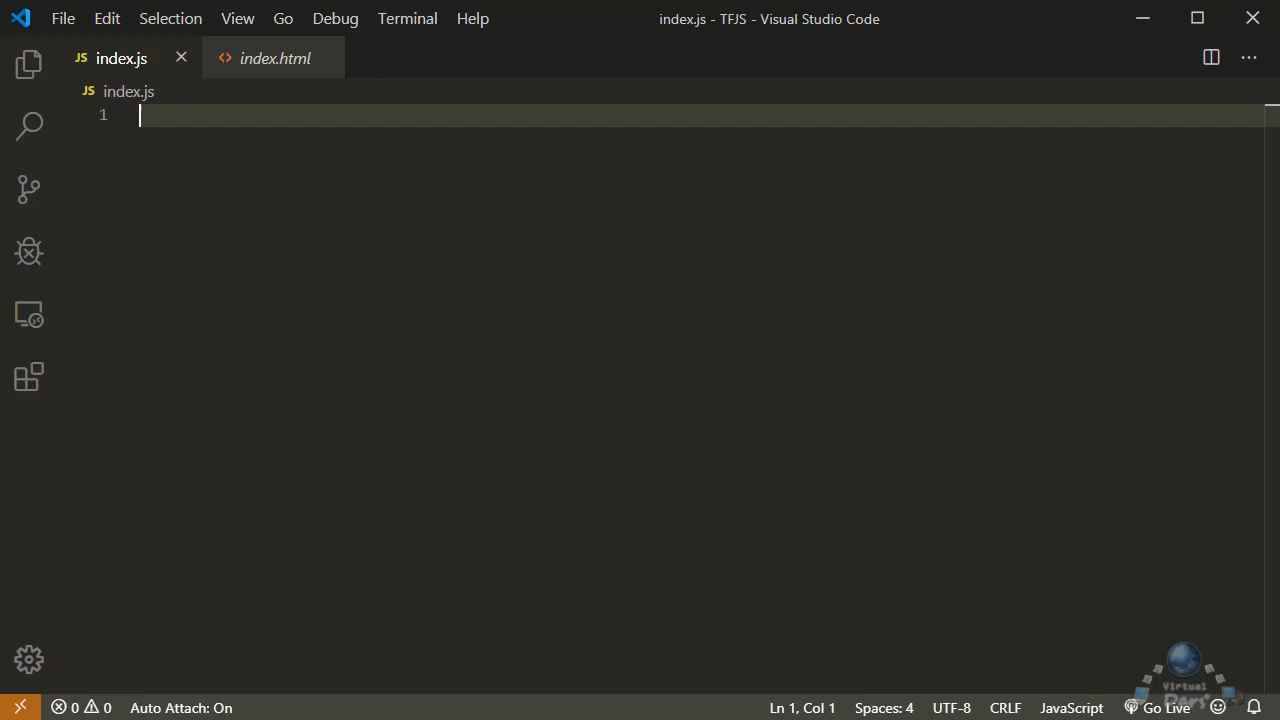 File Edit Selection View Go Debug Terminal Help
index.js - TFJS - Visual Studio Code
JS index.js
<> index.html
JS index.js
1
Virtual
Pars
0 0 Auto Attach: On
Ln 1, Col 1 Spaces: 4 UTF-8 CRLF JavaScript Go Live